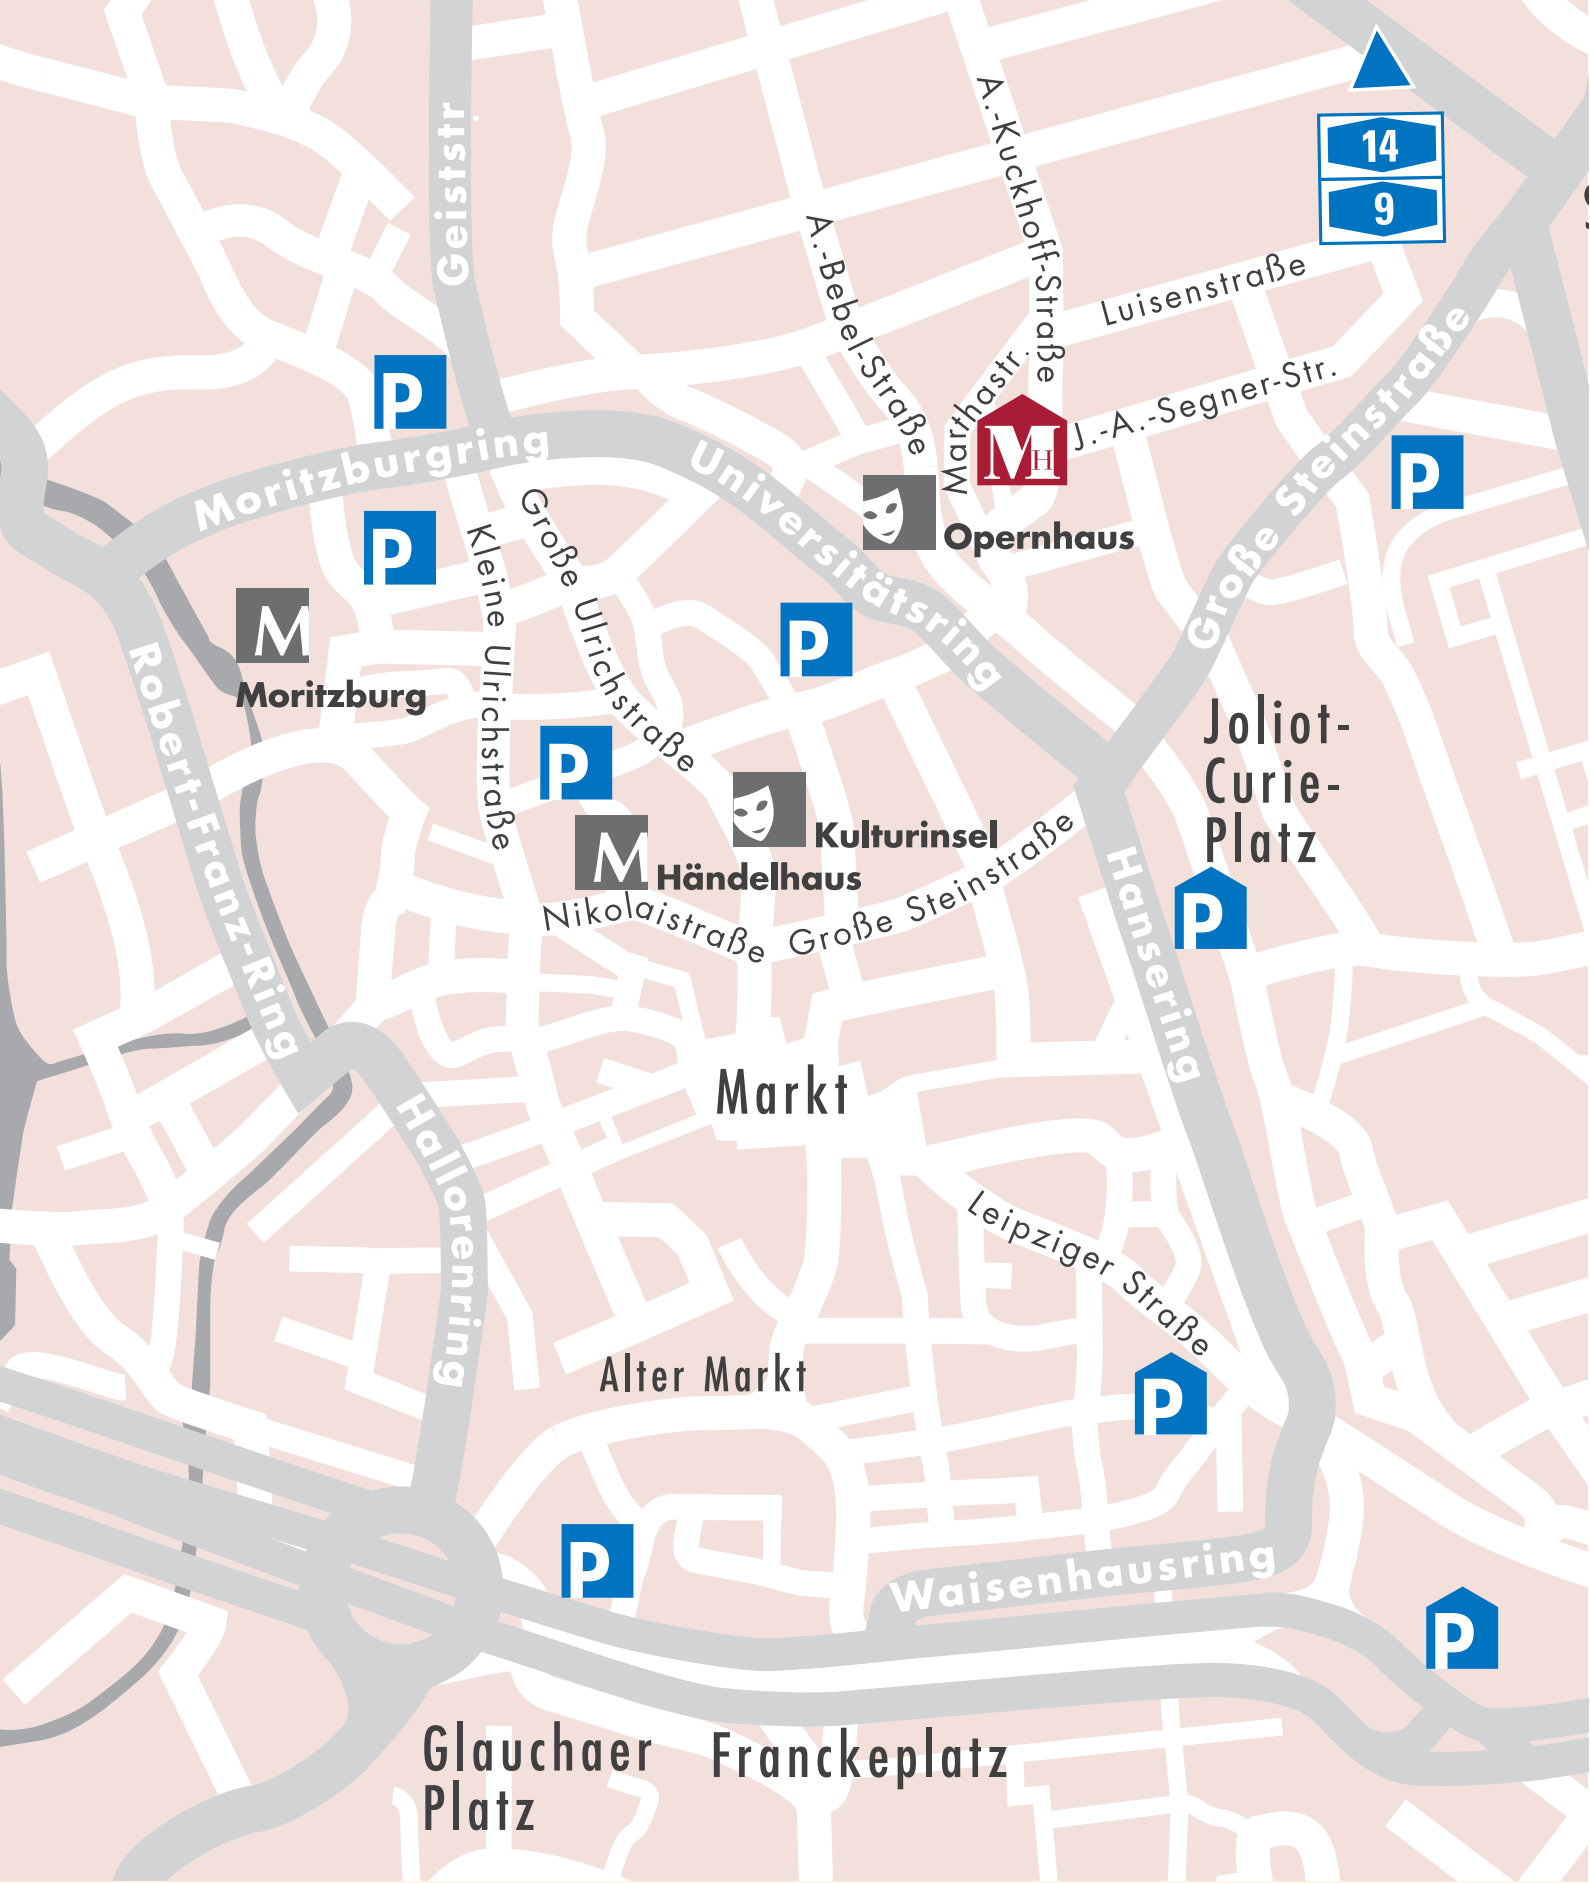 Geiststr
A.-Kuckhoff-Straße
14
9
A.-Bebel-Straße
Luisenstraße
Marthastr.
J.-A.-Segner-Str.
Große Steinstraße
P
P
MH
Moritzburgring
Universitätsring
Opernhaus
P
Kleine Ulrichstraße
Große Ulrichstraße
M
Moritzburg
P
Robert-Franz-Ring
P
Joliot-
Curie-
Platz
Kulturinsel
M
Händelhaus
Nikolaistraße
Große Steinstraße
P
Hansering
Markt
Hallorenring
Leipziger Straße
Alter Markt
P
P
Waisenhausring
P
Glauchaer
Platz
Franckeplatz